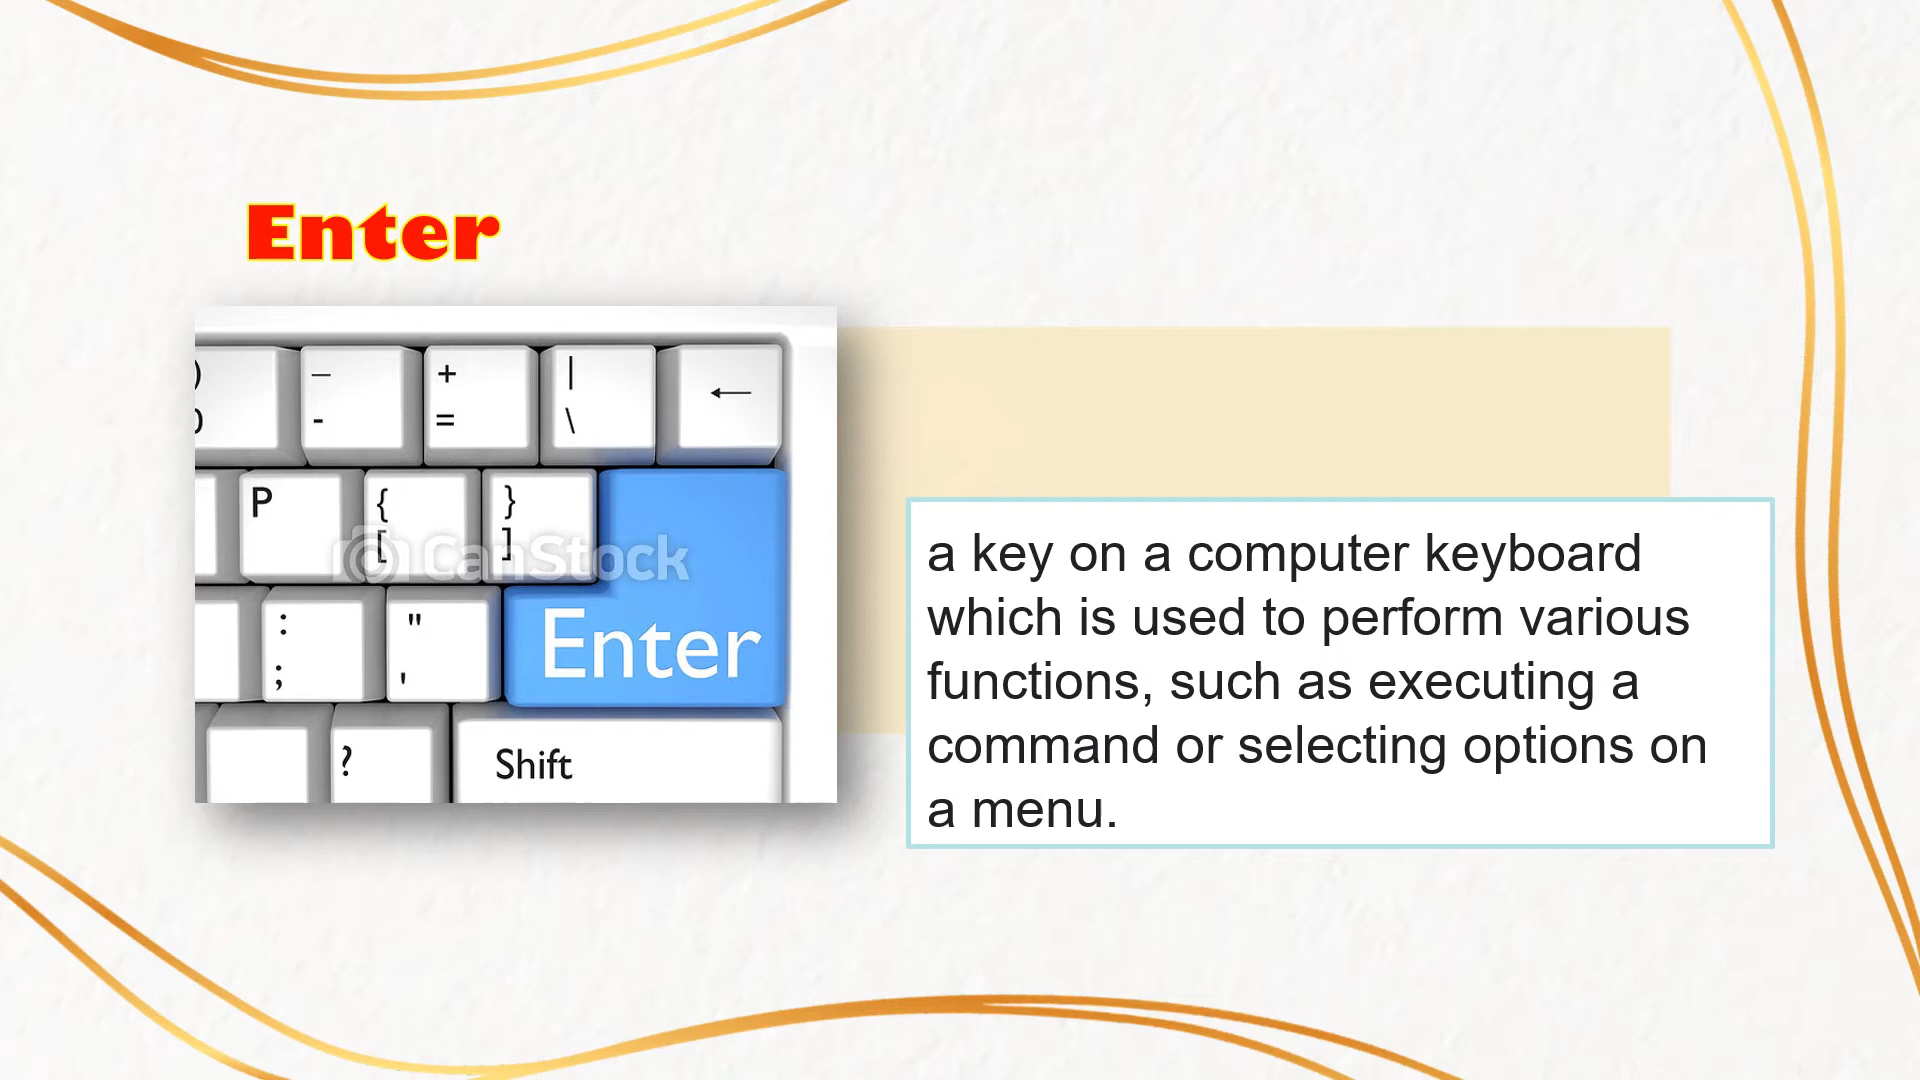 Enter
)
_ + |
- = \ ←
P { }
[ ]
CanStock
: "
; '
Enter
?
Shift
a key on a computer keyboard
which is used to perform various
functions, such as executing a
command or selecting options on
a menu.